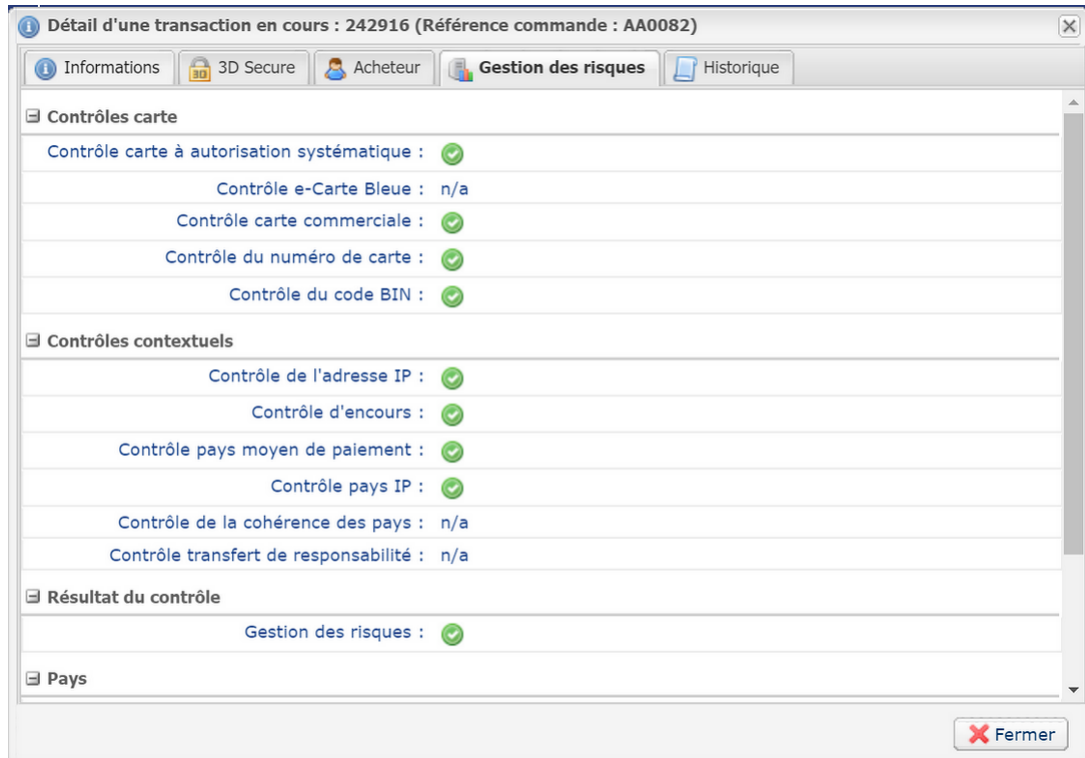 Détail d'une transaction en cours : 242916 (Référence commande : AA0082)
Informations 3D Secure Acheteur Gestion des risques Historique
Contrôles carte
Contrôle carte à autorisation systématique :
Contrôle e-Carte Bleue : n/a
Contrôle carte commerciale :
Contrôle du numéro de carte :
Contrôle du code BIN :
Contrôles contextuels
Contrôle de l'adresse IP :
Contrôle d'encours :
Contrôle pays moyen de paiement :
Contrôle pays IP :
Contrôle de la cohérence des pays : n/a
Contrôle transfert de responsabilité : n/a
Résultat du contrôle
Gestion des risques :
Pays
Fermer